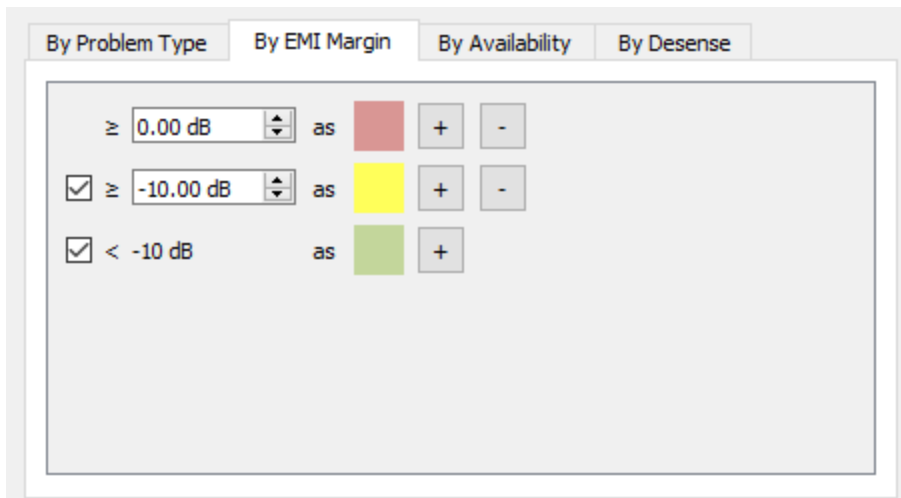 By Problem Type By EMI Margin By Availability By Desense
≥ 0.00 dB as + -
≥ -10.00 dB as + -
< -10 dB as +